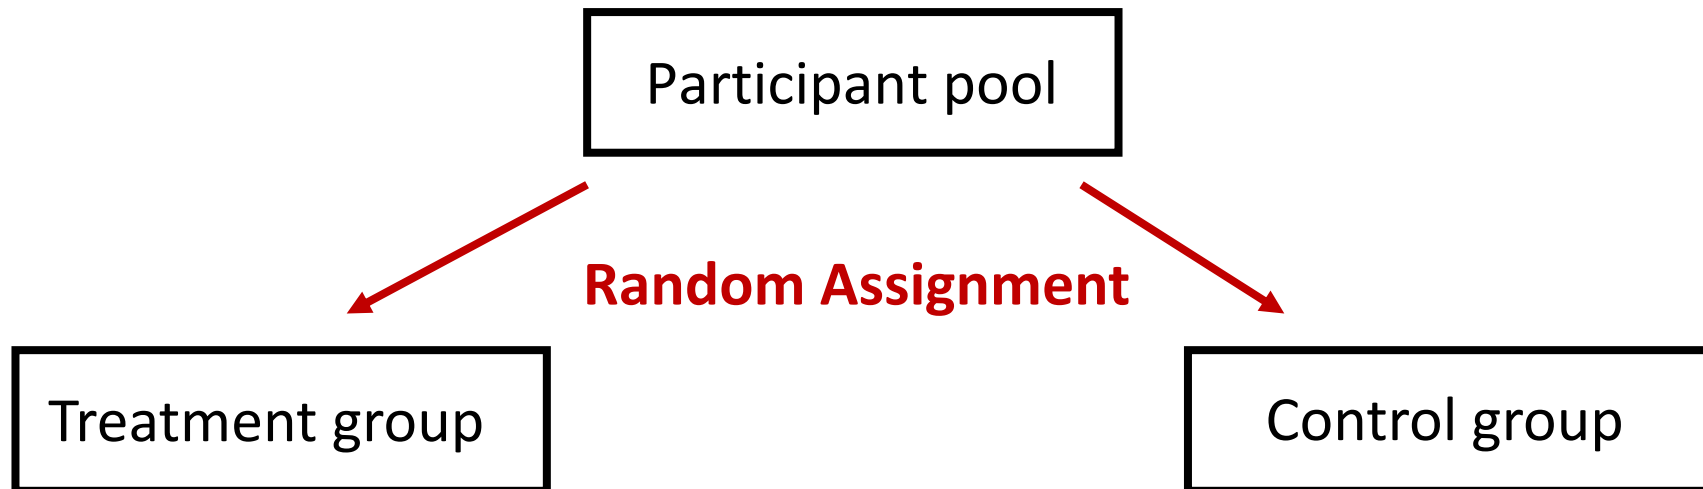 Participant pool
Random Assignment
Treatment group
Control group